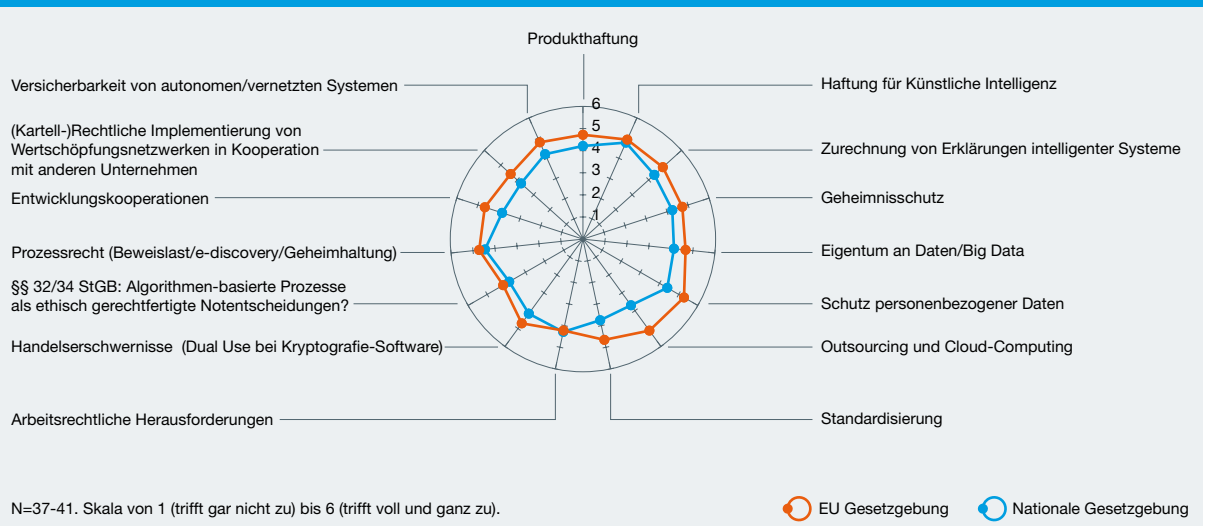 Produkthaftung
Versicherbarkeit von autonomen/vernetzten Systemen
Haftung für Künstliche Intelligenz
(Kartell-)Rechtliche Implementierung von
Wertschöpfungsnetzwerken in Kooperation
mit anderen Unternehmen
Zurechnung von Erklärungen intelligenter Systeme
Entwicklungskooperationen
Geheimnisschutz
Prozessrecht (Beweislast/e-discovery/Geheimhaltung)
Eigentum an Daten/Big Data
§§ 32/34 StGB: Algorithmen-basierte Prozesse
als ethisch gerechtfertigte Notentscheidungen?
Schutz personenbezogener Daten
Handelserschwernisse (Dual Use bei Kryptografie-Software)
Outsourcing und Cloud-Computing
Arbeitsrechtliche Herausforderungen
Standardisierung
6
5
4
3
2
1
N=37-41. Skala von 1 (trifft gar nicht zu) bis 6 (trifft voll und ganz zu).
EU Gesetzgebung
Nationale Gesetzgebung